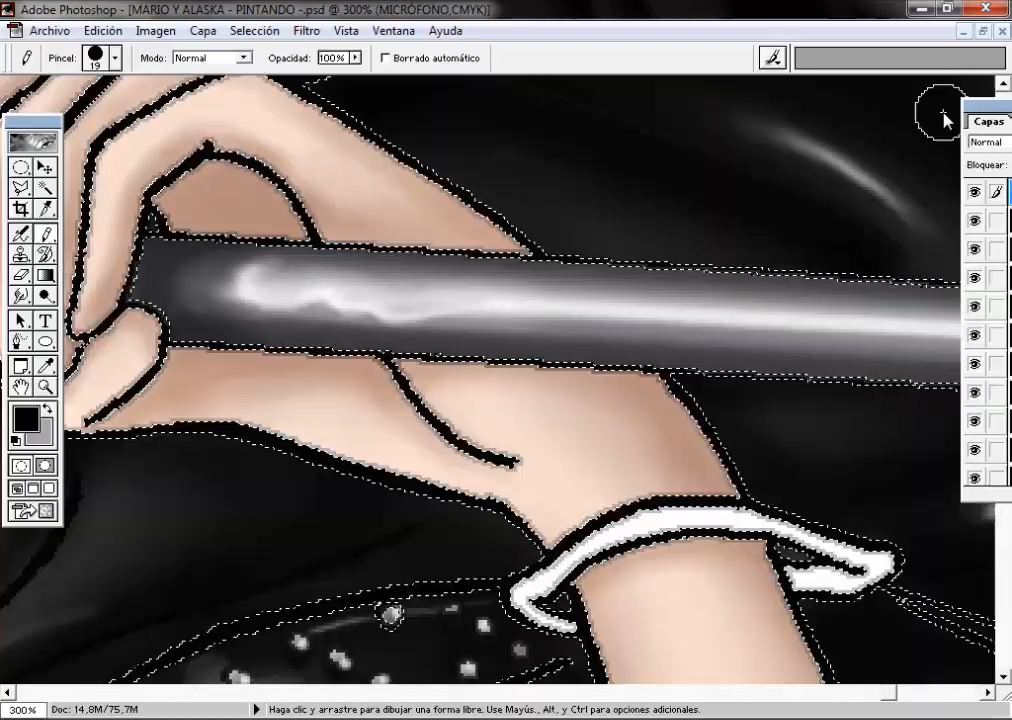 Adobe Photoshop - [MARIO Y ALASKA - PINTANDO -.psd @ 300% (MICRÓFONO,CMYK)]
Archivo Edición Imagen Capa Selección Filtro Vista Ventana Ayuda
Pincel: 19 Modo: Normal Opacidad: 100% Borrado automático
Capas
Normal
Bloquear:
T
300% Doc: 14,8M/75,7M Haga clic y arrastre para dibujar una forma libre. Use Mayús., Alt, y Ctrl para opciones adicionales.